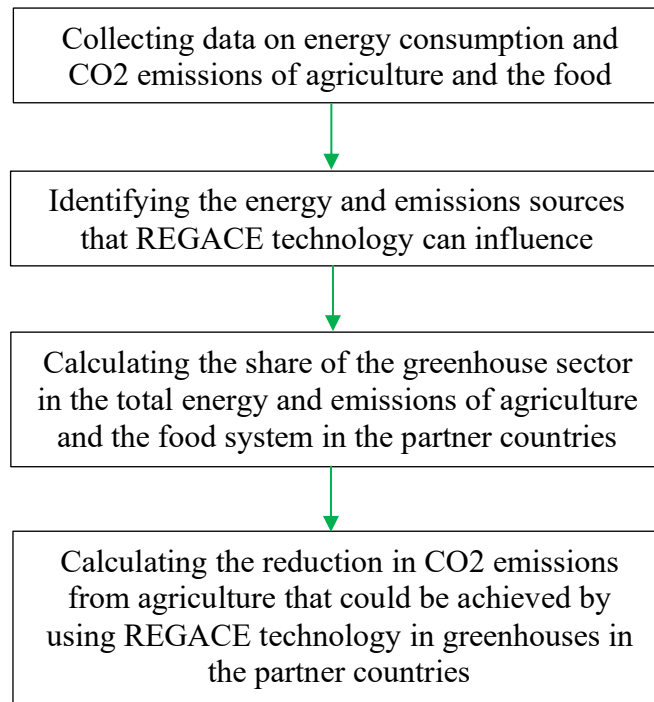 Collecting data on energy consumption and
CO2 emissions of agriculture and the food
Identifying the energy and emissions sources
that REGACE technology can influence
Calculating the share of the greenhouse sector
in the total energy and emissions of agriculture
and the food system in the partner countries
Calculating the reduction in CO2 emissions
from agriculture that could be achieved by
using REGACE technology in greenhouses in
the partner countries